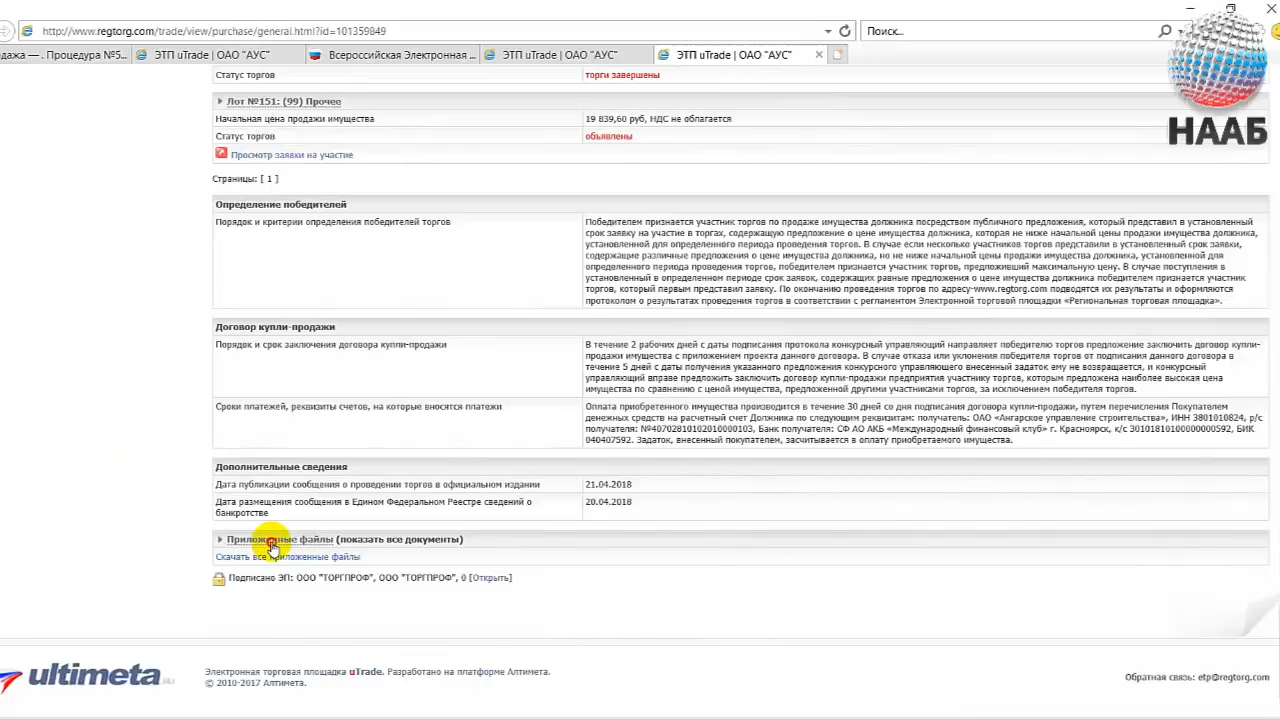 http://www.regtorg.com/trade/view/purchase/general.html?id=101359849
Поиск...
дажа —. Процедура №5...
ЭТП uTrade | ОАО "АУС"
Всероссийская Электронная ...
ЭТП uTrade | ОАО "АУС"
ЭТП uTrade | ОАО "АУС"
НААБ
Статус торгов
торги завершены
Лот №151: (99) Прочее
Начальная цена продажи имущества
19 839,60 руб, НДС не облагается
Статус торгов
объявлены
Просмотр заявки на участие
Страницы: [ 1 ]
Определение победителей
Порядок и критерии определения победителей торгов
Победителем признается участник торгов по продаже имущества должника посредством публичного предложения, который представил в установленный
срок заявку на участие в торгах, содержащую предложение о цене имущества должника, которая не ниже начальной цены продажи имущества должника,
установленной для определенного периода проведения торгов. В случае если несколько участников торгов представили в установленный срок заявки,
содержащие различные предложения о цене имущества должника, но не ниже начальной цены продажи имущества должника, установленной для
определенного периода проведения торгов, победителем признается участник торгов, предложивший максимальную цену. В случае поступления в
установленный в определенном периоде срок заявок, содержащих равные предложения о цене имущества должника победителем признается участник
торгов, который первым представил заявку. По окончанию проведения торгов по адресу-www.regtorg.com подводятся их результаты и оформляются
протоколом о результатах проведения торгов в соответствии с регламентом Электронной торговой площадки «Региональная торговая площадка».
Договор купли-продажи
Порядок и срок заключения договора купли-продажи
В течение 2 рабочих дней с даты подписания протокола конкурсный управляющий направляет победителю торгов предложение заключить договор купли-
продажи имущества с приложением проекта данного договора. В случае отказа или уклонения победителя торгов от подписания данного договора в
течение 5 дней с даты получения указанного предложения конкурсного управляющего внесенный задаток ему не возвращается, и конкурсный
управляющий вправе предложить заключить договор купли-продажи предприятия участнику торгов, которым предложена наиболее высокая цена
имущества по сравнению с ценой имущества, предложенной другими участниками торгов, за исключением победителя торгов.
Сроки платежей, реквизиты счетов, на которые вносятся платежи
Оплата приобретенного имущества производится в течение 30 дней со дня подписания договора купли-продажи, путем перечисления Покупателем
денежных средств на расчетный счет Должника по следующим реквизитам: получатель: ОАО «Ангарское управление строительства», ИНН 3801010824, р/с
получателя: №40702810102010000103, Банк получателя: СФ АО АКБ «Международный финансовый клуб» г. Красноярск, к/с 30101810100000000592, БИК
040407592. Задаток, внесенный покупателем, засчитывается в оплату приобретаемого имущества.
Дополнительные сведения
Дата публикации сообщения о проведении торгов в официальном издании
21.04.2018
Дата размещения сообщения в Едином Федеральном Реестре сведений о
банкротстве
20.04.2018
Приложенные файлы (показать все документы)
Скачать все приложенные файлы
Подписано ЭП: ООО "ТОРГПРОФ", ООО "ТОРГПРОФ", 0 [Открыть]
ultimeta.RU
Электронная торговая площадка uTrade. Разработано на платформе Алтимета.
© 2010-2017 Алтимета.
Обратная связь: etp@regtorg.com